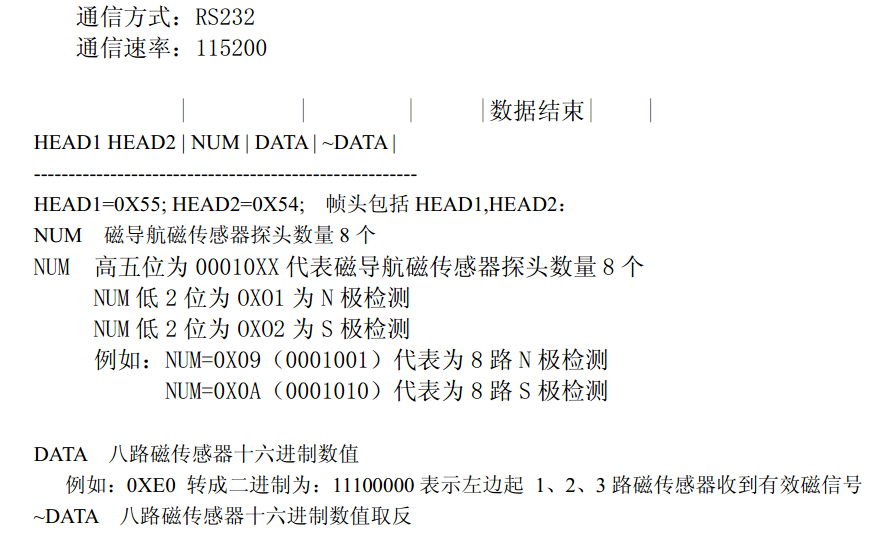 通信方式：RS232
通信速率：115200
| | | |数据结束| |
HEAD1 HEAD2 | NUM | DATA | ~DATA |
--------------------------------------------------------
HEAD1=0X55; HEAD2=0X54; 帧头包括 HEAD1,HEAD2：
NUM 磁导航磁传感器探头数量 8 个
NUM 高五位为 00010XX 代表磁导航磁传感器探头数量 8 个
NUM 低 2 位为 0X01 为 N 极检测
NUM 低 2 位为 0X02 为 S 极检测
例如：NUM=0X09（0001001）代表为 8 路 N 极检测
NUM=0X0A（0001010）代表为 8 路 S 极检测
DATA 八路磁传感器十六进制数值
例如：0XE0 转成二进制为：11100000 表示左边起 1、2、3 路磁传感器收到有效磁信号
~DATA 八路磁传感器十六进制数值取反